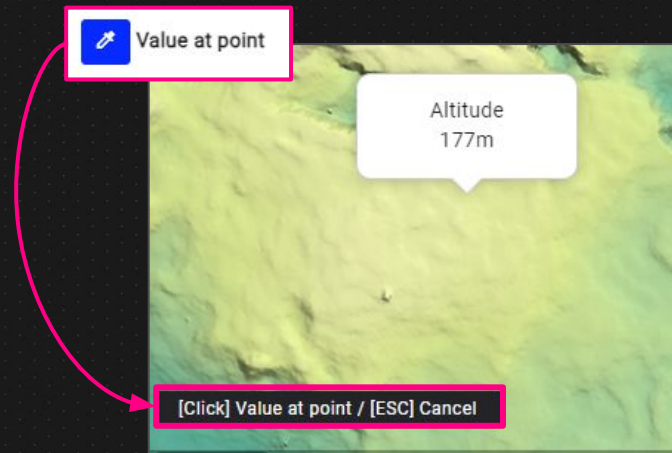 Value at point
Altitude
177m
[Click] Value at point / [ESC] Cancel